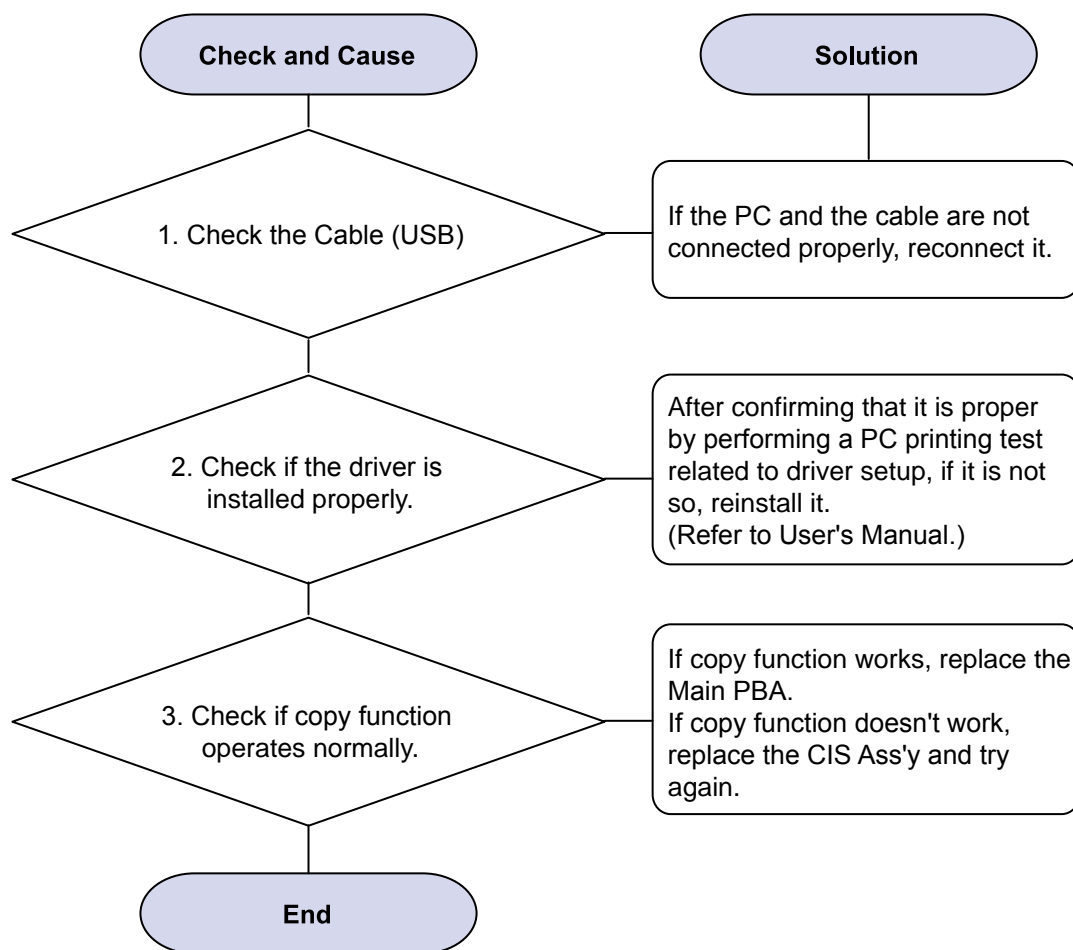 Check and Cause
Solution
1. Check the Cable (USB)
If the PC and the cable are not
connected properly, reconnect it.
2. Check if the driver is
installed properly.
After confirming that it is proper
by performing a PC printing test
related to driver setup, if it is not
so, reinstall it.
(Refer to User's Manual.)
3. Check if copy function
operates normally.
If copy function works, replace the
Main PBA.
If copy function doesn't work,
replace the CIS Ass'y and try
again.
End